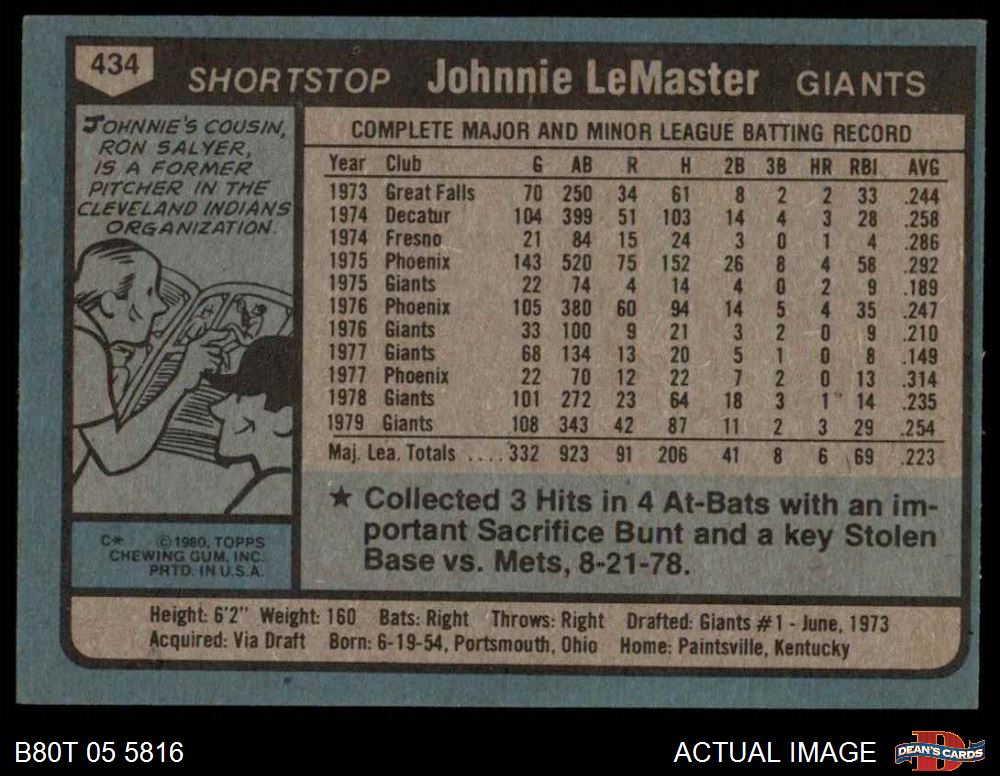 434
SHORTSTOP Johnnie LeMaster GIANTS
JOHNNIE'S COUSIN,
RON SALYER,
IS A FORMER
PITCHER IN THE
CLEVELAND INDIANS
ORGANIZATION.
COMPLETE MAJOR AND MINOR LEAGUE BATTING RECORD
Year Club G AB R H 2B 3B HR RBI AVG
1973 Great Falls 70 250 34 61 8 2 2 33 .244
1974 Decatur 104 399 51 103 14 4 3 28 .258
1974 Fresno 21 84 15 24 3 0 1 4 .286
1975 Phoenix 143 520 75 152 26 8 4 58 .292
1975 Giants 22 74 4 14 4 0 2 9 .189
1976 Phoenix 105 380 60 94 14 5 4 35 .247
1976 Giants 33 100 9 21 3 2 0 9 .210
1977 Giants 68 134 13 20 5 1 0 8 .149
1977 Phoenix 22 70 12 22 7 2 0 13 .314
1978 Giants 101 272 23 64 18 3 1 14 .235
1979 Giants 108 343 42 87 11 2 3 29 .254
Maj. Lea. Totals ....332 923 91 206 41 8 6 69 .223
★ Collected 3 Hits in 4 At-Bats with an im-
portant Sacrifice Bunt and a key Stolen
Base vs. Mets, 8-21-78.
C* ©1980, TOPPS
CHEWING GUM, INC.
PRTD. IN U.S.A.
Height: 6'2" Weight: 160 Bats: Right Throws: Right Drafted: Giants #1 - June, 1973
Acquired: Via Draft Born: 6-19-54, Portsmouth, Ohio Home: Paintsville, Kentucky
B80T 05 5816
ACTUAL IMAGE
DEAN'S CARDS